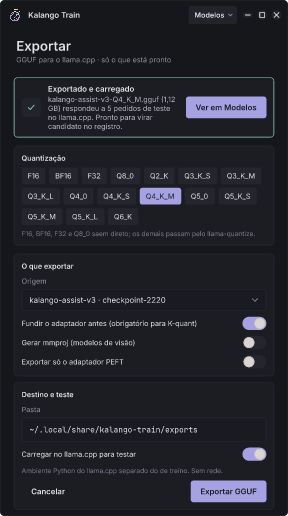 Kalango Train
Modelos
Exportar
GGUF para o llama.cpp · só o que está pronto
Exportado e carregado
kalango-assist-v3-Q4_K_M.gguf (1,12
GB) respondeu a 5 pedidos de teste
no llama.cpp. Pronto para virar
candidato no registro.
Ver em Modelos
Quantização
F16 BF16 F32 Q8_0 Q2_K Q3_K_S Q3_K_M
Q3_K_L Q4_0 Q4_K_S Q4_K_M Q5_0 Q5_K_S
Q5_K_M Q5_K_L Q6_K
F16, BF16, F32 e Q8_0 saem direto; os demais passam pelo llama-quantize.
O que exportar
Origem
kalango-assist-v3 · checkpoint-2220
Fundir o adaptador antes (obrigatório para K-quant)
Gerar mmproj (modelos de visão)
Exportar só o adaptador PEFT
Destino e teste
Pasta
~/.local/share/kalango-train/exports
Carregar no llama.cpp para testar
Ambiente Python do llama.cpp separado do de treino. Sem rede.
Cancelar
Exportar GGUF